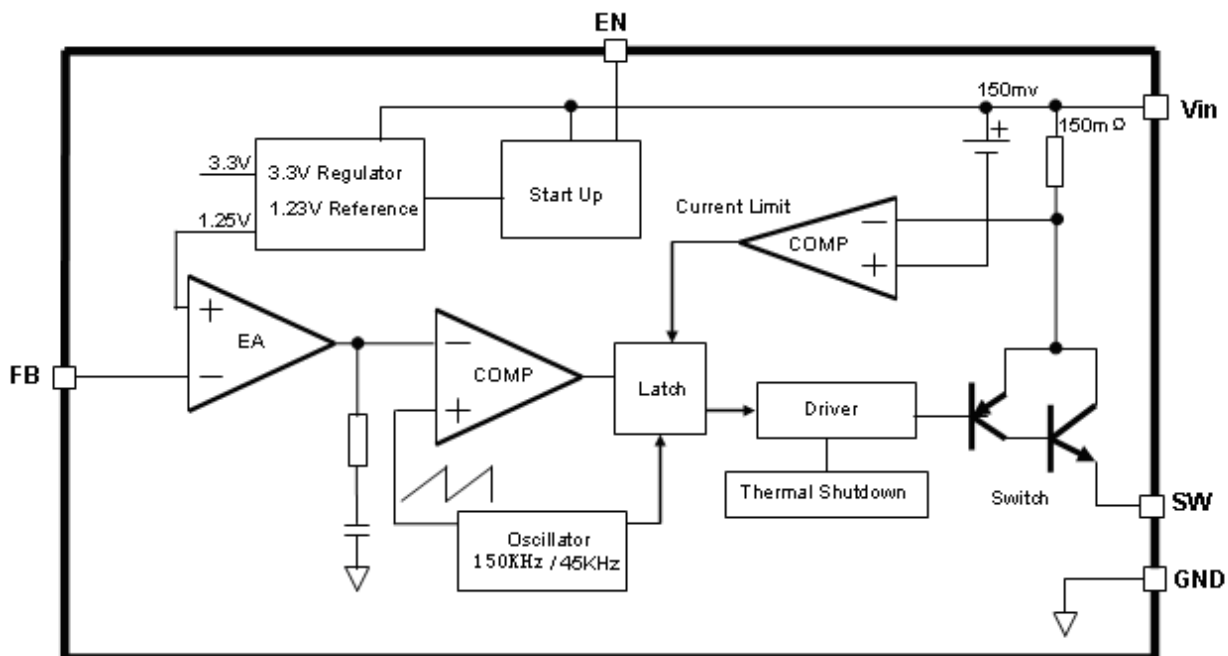 EN
150mv
Vin
150mΩ
3.3V
3.3V Regulator
1.23V Reference
Start Up
1.25V
Current Limit
COMP
−
+
+
EA
−
FB
−
COMP
+
Latch
Driver
Thermal Shutdown
Switch
SW
Oscillator
150KHz / 45KHz
GND
+